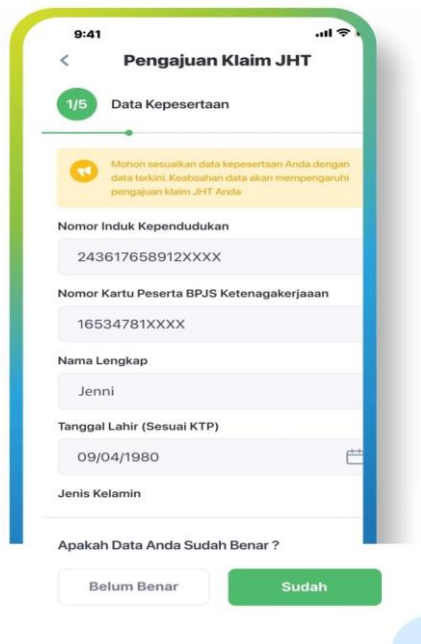 9:41
Pengajuan Klaim JHT
1/5 Data Kepesertaan
Mohon sesuaikan data kepesertaan Anda dengan
data terkini. Keabsahan data akan mempengaruhi
pengajuan klaim JHT Anda
Nomor Induk Kependudukan
243617658912XXXX
Nomor Kartu Peserta BPJS Ketenagakerjaaan
16534781XXXX
Nama Lengkap
Jenni
Tanggal Lahir (Sesuai KTP)
09/04/1980
Jenis Kelamin
Apakah Data Anda Sudah Benar ?
Belum Benar Sudah